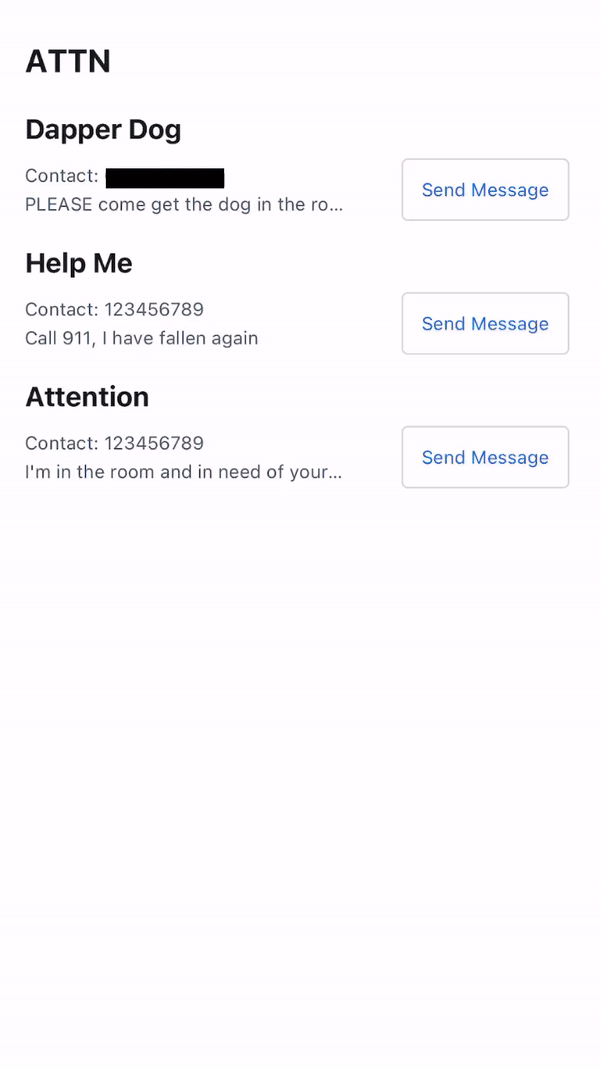 ATTN
Dapper Dog
Contact:
PLEASE come get the dog in the ro...
Send Message
Help Me
Contact: 123456789
Call 911, I have fallen again
Send Message
Attention
Contact: 123456789
I'm in the room and in need of your...
Send Message